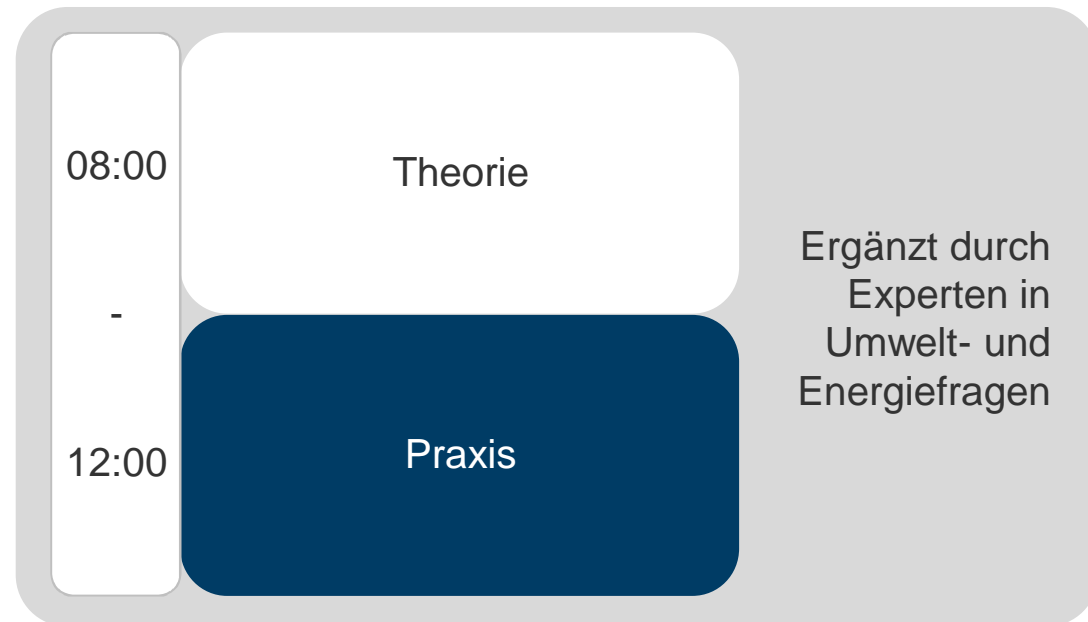 08:00
-
12:00
Theorie
Praxis
Ergänzt durch
Experten in
Umwelt- und
Energiefragen